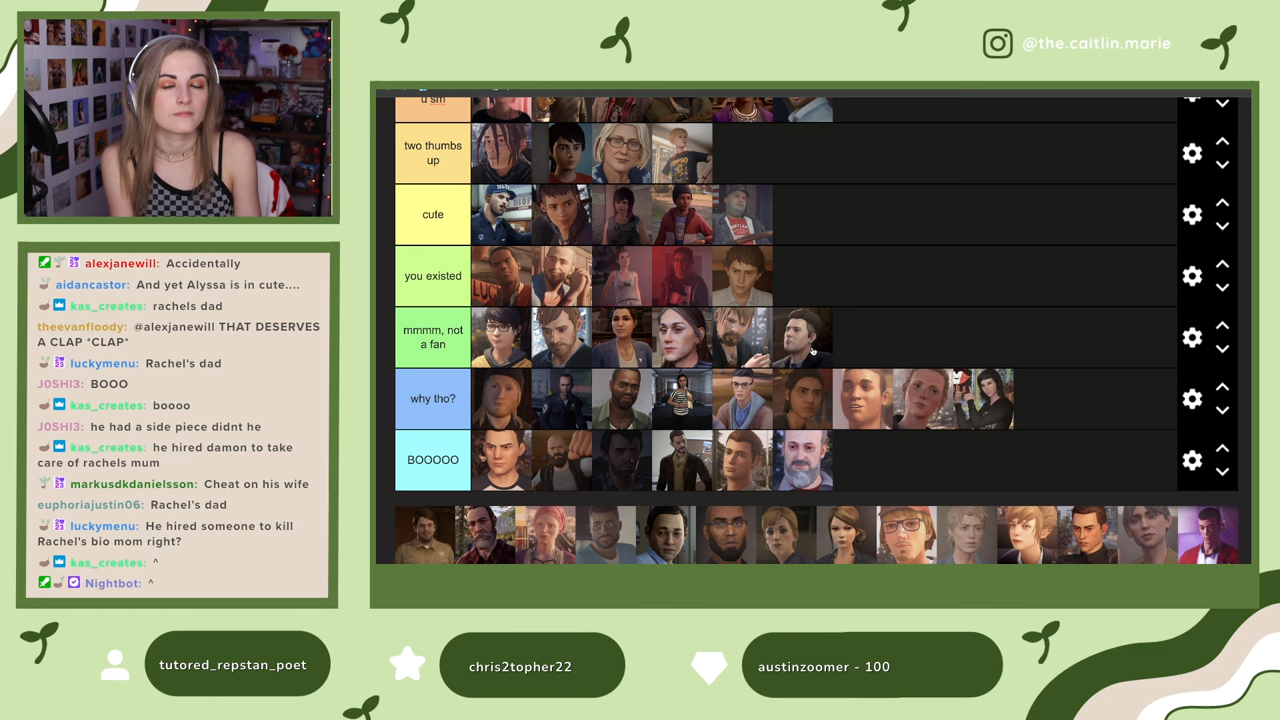 @the.caitlin.marie
u sm
two thumbs
up
cute
you existed
mmmm, not
a fan
why tho?
BOOOOO
alexjanewill: Accidentally
aidancastor: And yet Alyssa is in cute....
kas_creates: rachels dad
theevanfloody: @alexjanewill THAT DESERVES
A CLAP *CLAP*
luckymenu: Rachel's dad
J0SHI3: BOOO
kas_creates: boooo
J0SHI3: he had a side piece didnt he
kas_creates: he hired damon to take
care of rachels mum
markusdkdanielsson: Cheat on his wife
euphoriajustin06: Rachel's dad
luckymenu: He hired someone to kill
Rachel's bio mom right?
kas_creates: ^
Nightbot: ^
tutored_repstan_poet
chris2topher22
austinzoomer - 100